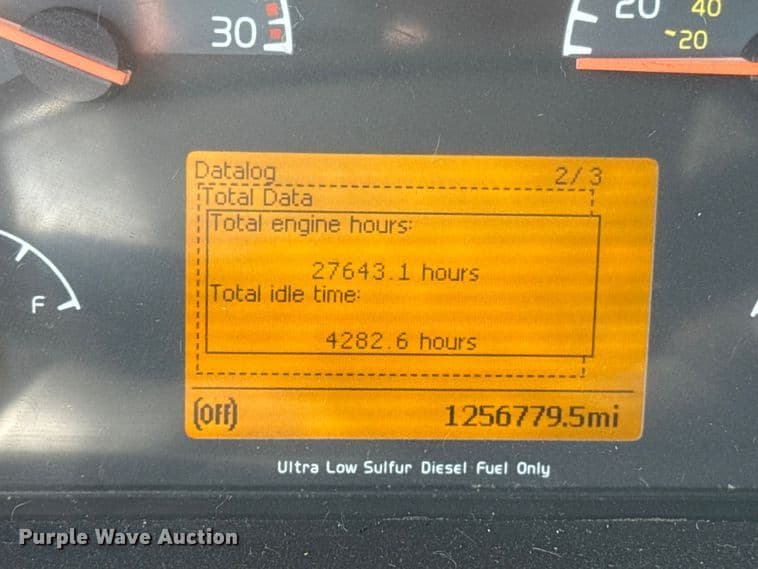 30
20 40
-20
Datalog 2/3
Total Data
Total engine hours:
27643.1 hours
Total idle time:
4282.6 hours
F
(off) 1256779.5mi
Ultra Low Sulfur Diesel Fuel Only
Purple Wave Auction